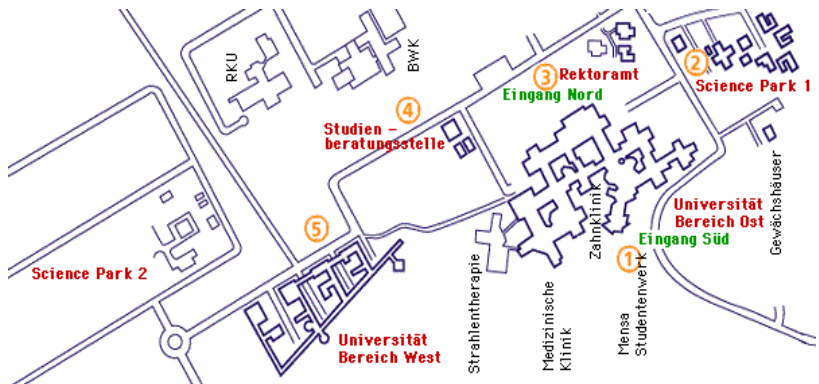 RKU
BWK
2
3
Rektoramt
Science Park 1
Eingang Nord
4
Studien –
beratungsstelle
Zahnklinik
Universität
Bereich Ost
Gewächshäuser
5
Eingang Süd
1
Science Park 2
Strahlentherapie
Medizinische
Klinik
Mensa
Studentenwerk
Universität
Bereich West